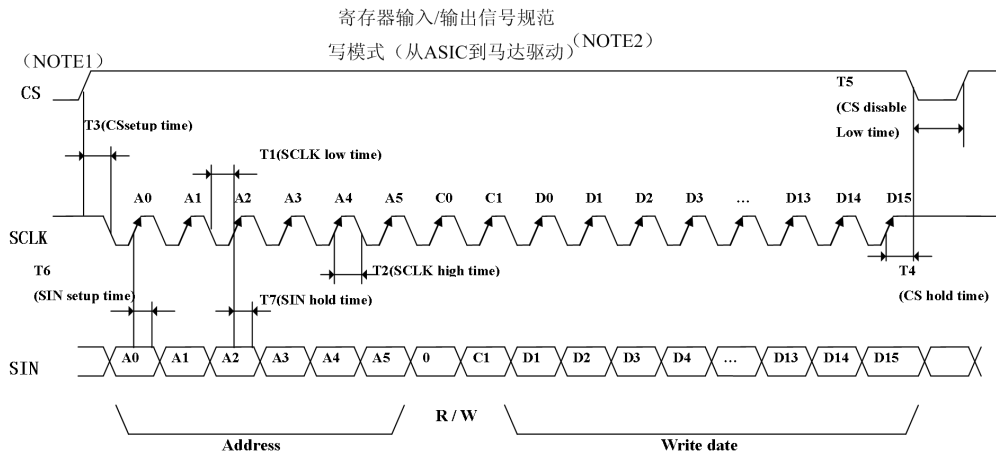 寄存器输入/输出信号规范
写模式（从ASIC到马达驱动）(NOTE2)
（NOTE1）
CS
T5
(CS disable
Low time)
T3(CSsetup time)
T1(SCLK low time)
A0 A1 A2 A3 A4 A5 C0 C1 D0 D1 D2 D3 … D13 D14 D15
SCLK
T6
(SIN setup time)
T2(SCLK high time)
T7(SIN hold time)
T4
(CS hold time)
SIN
A0 A1 A2 A3 A4 A5 0 C1 D1 D2 D3 D4 … D13 D14 D15
R / W
Address
Write date